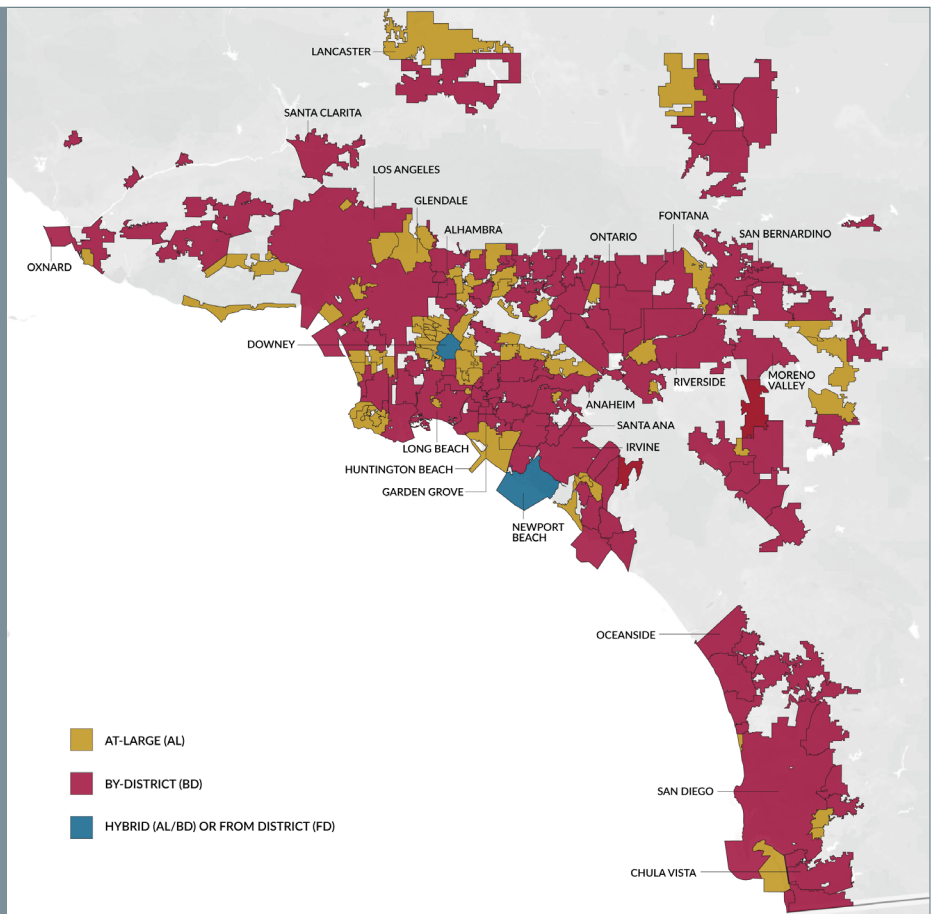 LANCASTER
SANTA CLARITA
LOS ANGELES
GLENDALE
ALHAMBRA
FONTANA
ONTARIO
SAN BERNARDINO
OXNARD
DOWNEY
RIVERSIDE
MORENO
VALLEY
ANAHEIM
SANTA ANA
LONG BEACH
IRVINE
HUNTINGTON BEACH
GARDEN GROVE
NEWPORT
BEACH
OCEANSIDE
AT-LARGE (AL)
BY-DISTRICT (BD)
SAN DIEGO
HYBRID (AL/BD) OR FROM DISTRICT (FD)
CHULA VISTA